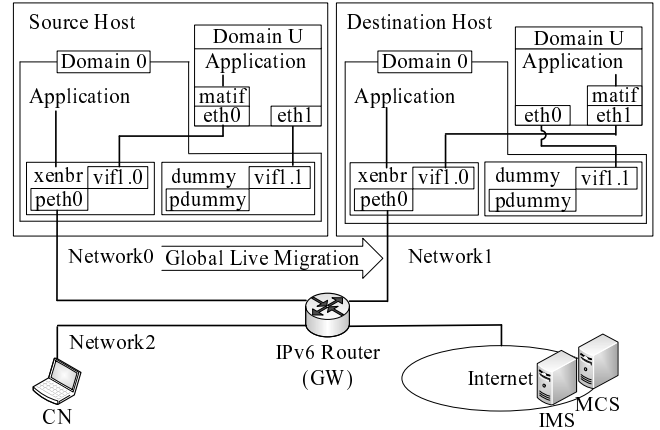 Source Host
Domain U
Domain 0
Application
Application
matif
eth0
eth1
xenbr
vif1.0
peth0
dummy
vif1.1
pdummy
Destination Host
Domain U
Domain 0
Application
Application
matif
eth0
eth1
xenbr
vif1.0
peth0
dummy
vif1.1
pdummy
Network0
Global Live Migration
Network1
Network2
IPv6 Router
(GW)
CN
Internet
IMS
MCS